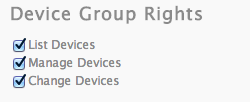 Device Group Rights
List Devices
Manage Devices
Change Devices